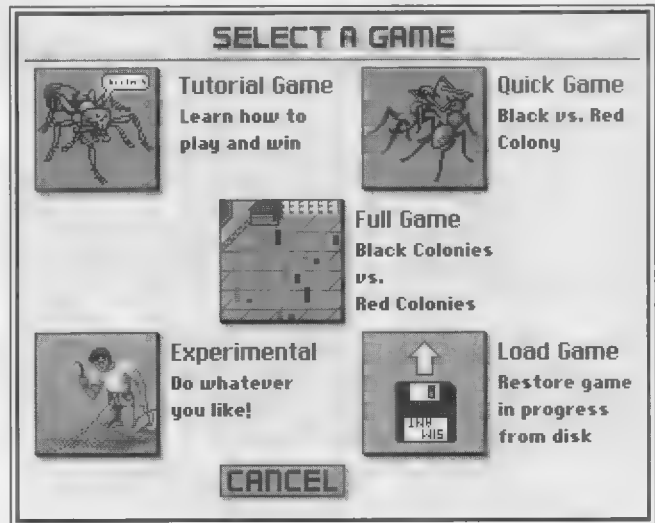 SELECT A GAME
Tutorial Game
Learn how to
play and win
Quick Game
Black vs. Red
Colony
Full Game
Black Colonies
vs.
Red Colonies
Experimental
Do whatever
you like!
Load Game
Restore game
in progress
from disk
CANCEL